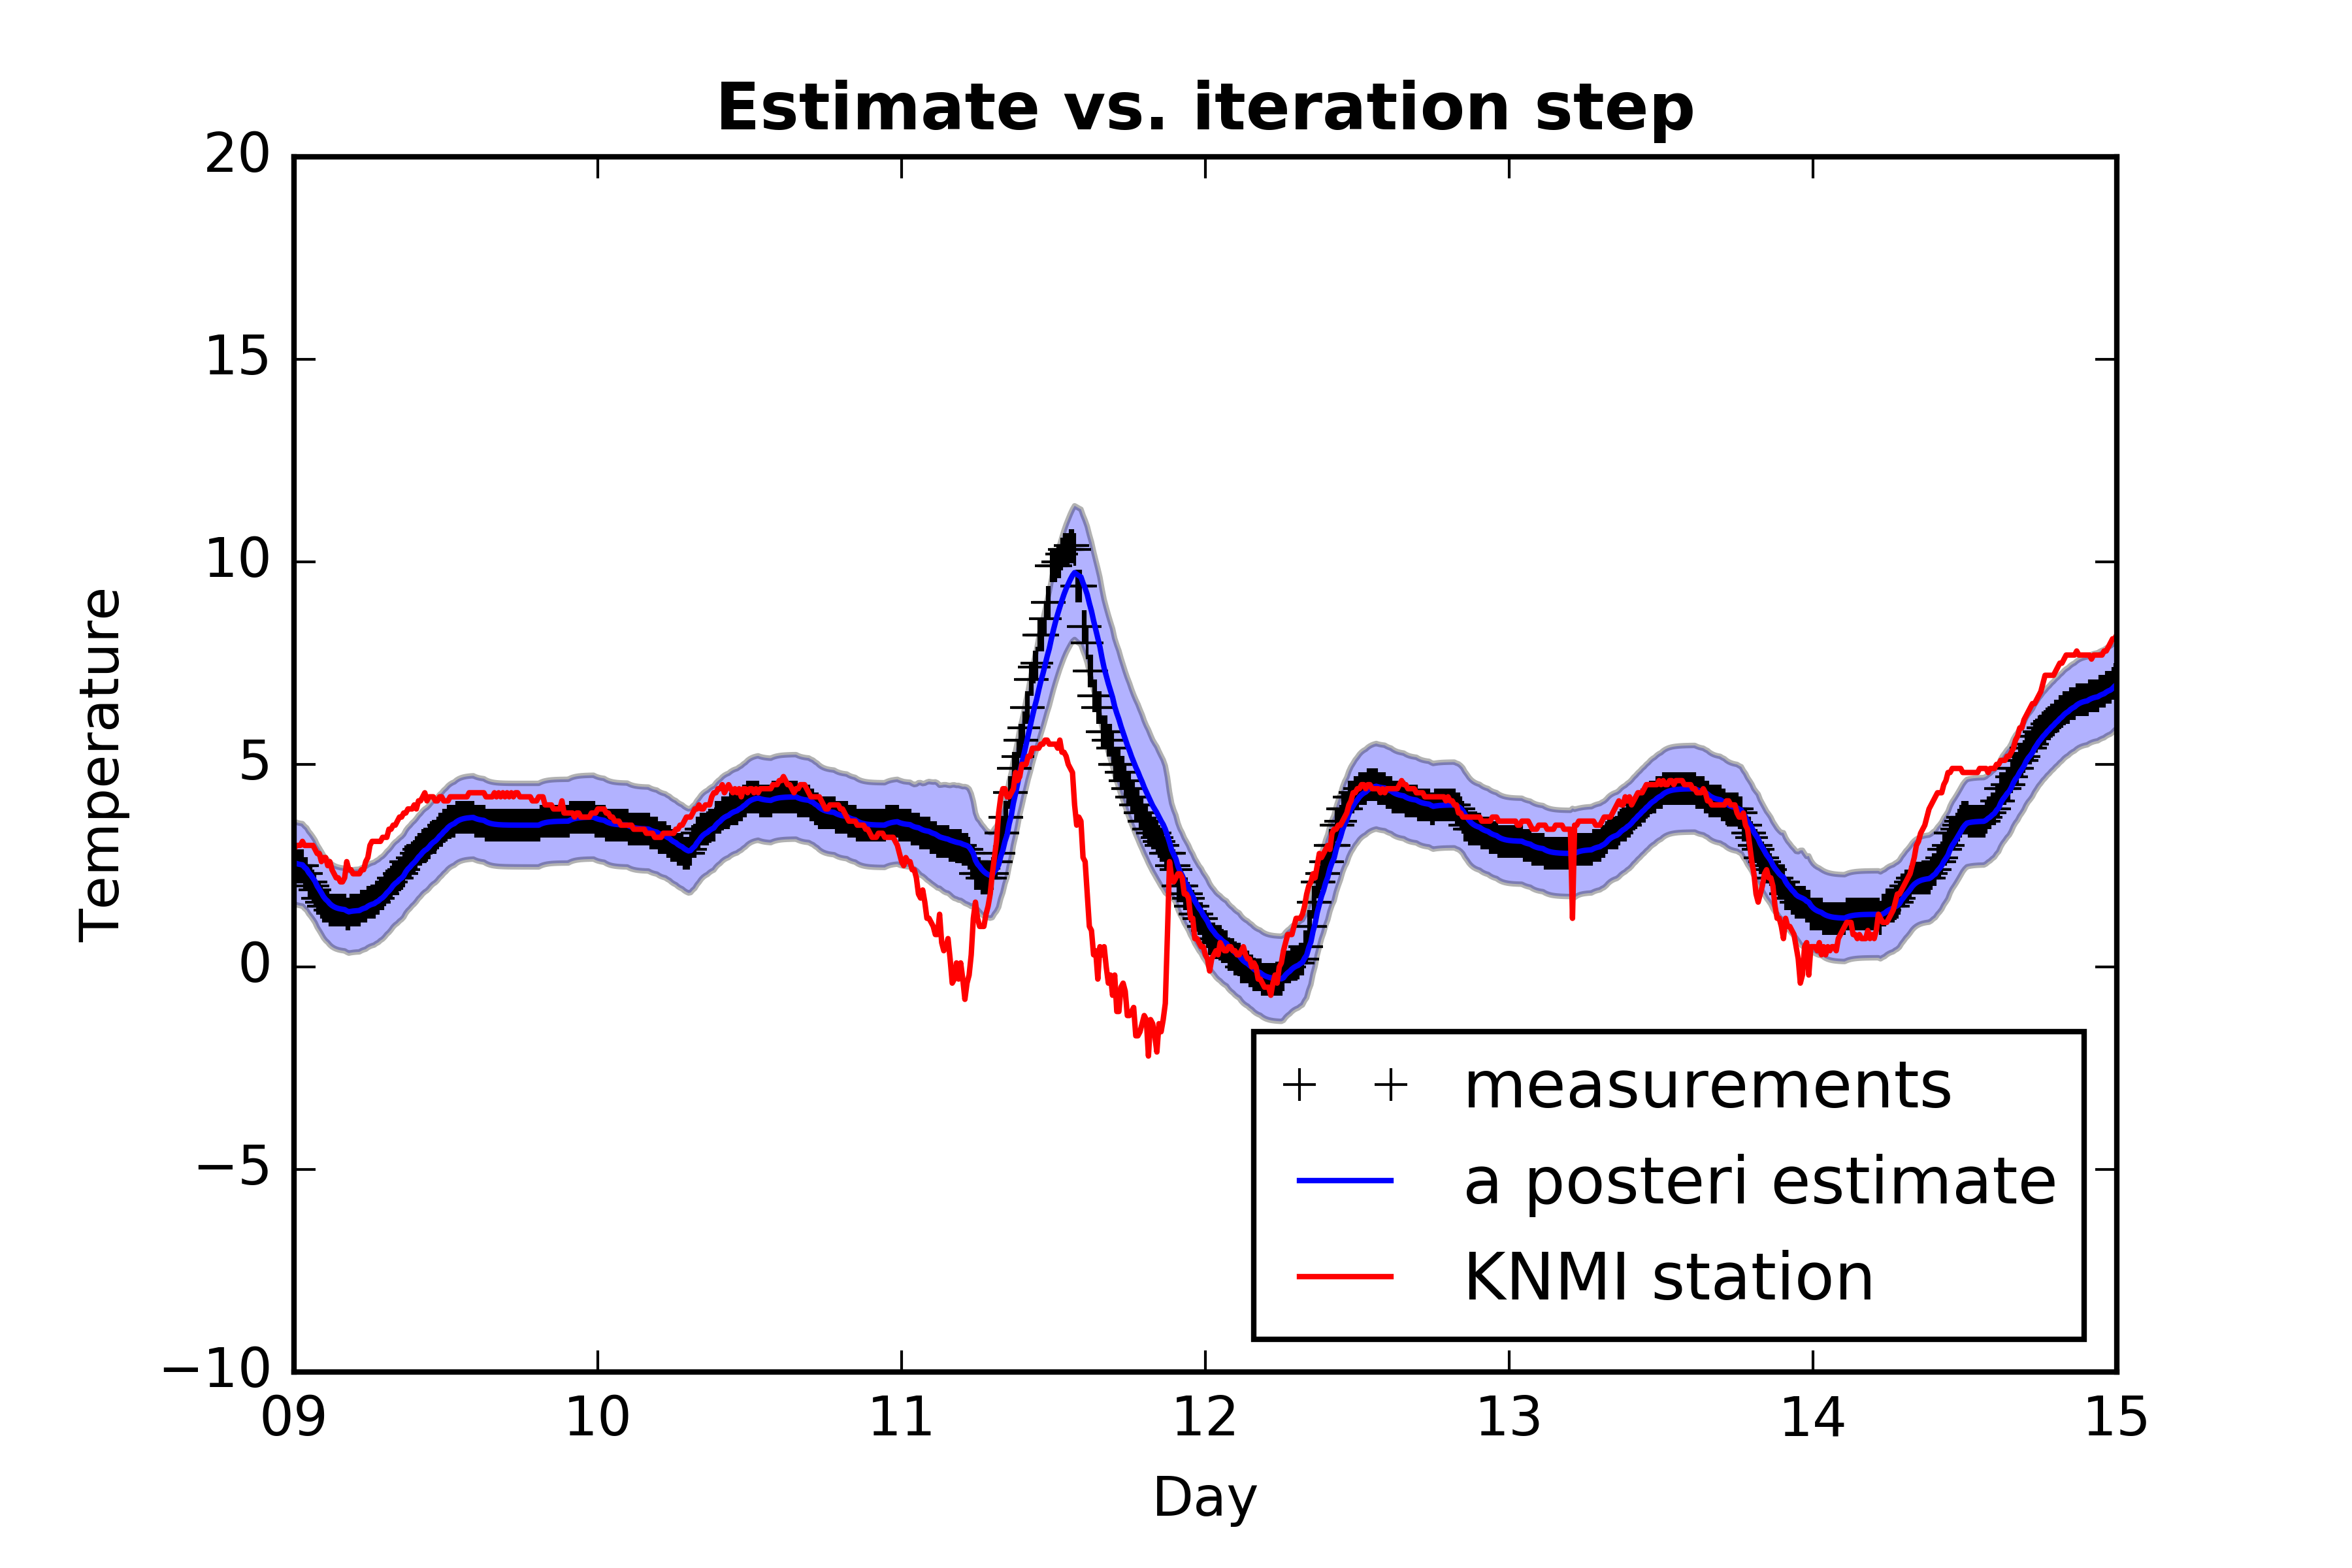 Estimate vs. iteration step
20
15
10
5
0
−5
−10
Temperature
measurements
a posteri estimate
KNMI station
09 10 11 12 13 14 15
Day